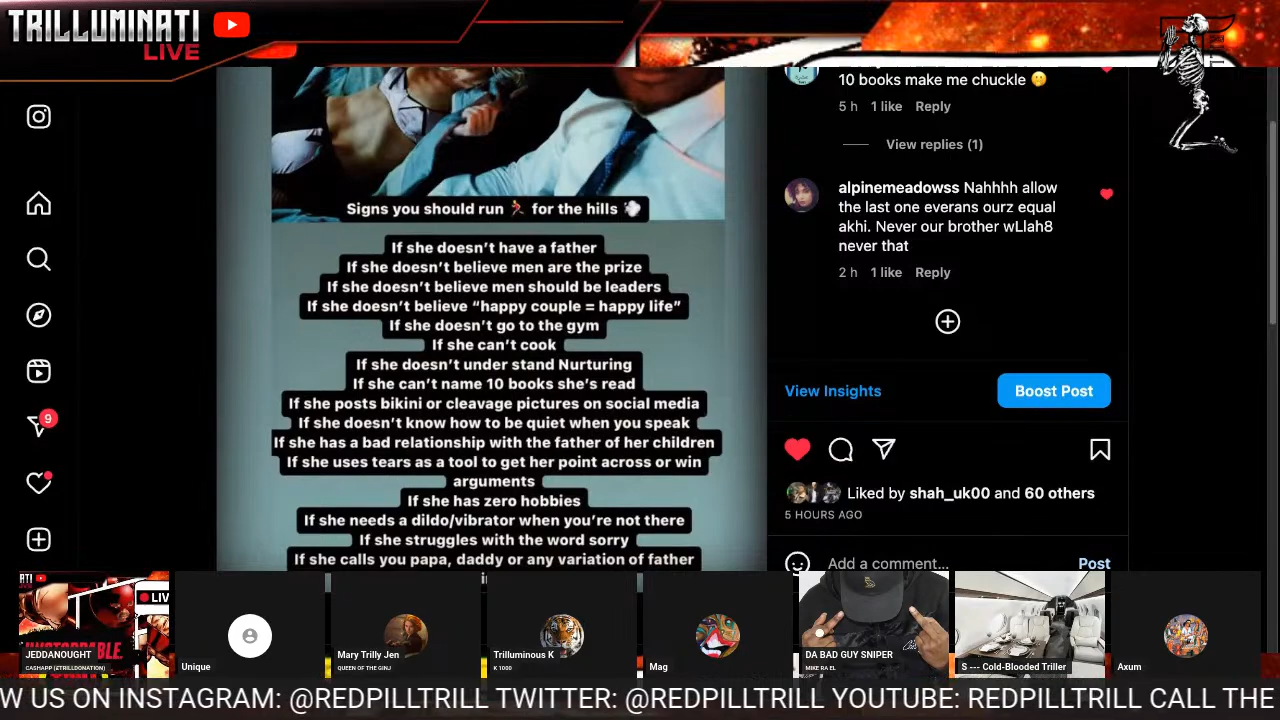 TRILLUMINATI
LIVE
10 books make me chuckle 🤭
5 h 1 like Reply
View replies (1)
alpinemeadowss Nahhhh allow
the last one everans ourz equal
akhi. Never our brother wLlah8
never that
2 h 1 like Reply
Signs you should run 🏃 for the hills 💨
If she doesn’t have a father
If she doesn’t believe men are the prize
If she doesn’t believe men should be leaders
If she doesn’t believe “happy couple = happy life”
If she doesn’t go to the gym
If she can’t cook
If she doesn’t under stand Nurturing
If she can’t name 10 books she’s read
If she posts bikini or cleavage pictures on social media
If she doesn’t know how to be quiet when you speak
If she has a bad relationship with the father of her children
If she uses tears as a tool to get her point across or win
arguments
If she has zero hobbies
If she needs a dildo/vibrator when you’re not there
If she struggles with the word sorry
If she calls you papa, daddy or any variation of father
View Insights
Boost Post
9
Liked by shah_uk00 and 60 others
5 HOURS AGO
Add a comment...
Post
JEDDANOUGHT
CASHAPP (£TRILLDONATION)
Unique
Mary Trilly Jen
QUEEN OF THE GINJ
Trilluminous K
K 1000
Mag
DA BAD GUY SNIPER
MIKE RA EL
S --- Cold-Blooded Triller
Axum
W US ON INSTAGRAM: @REDPILLTRILL TWITTER: @REDPILLTRILL YOUTUBE: REDPILLTRILL CALL THE